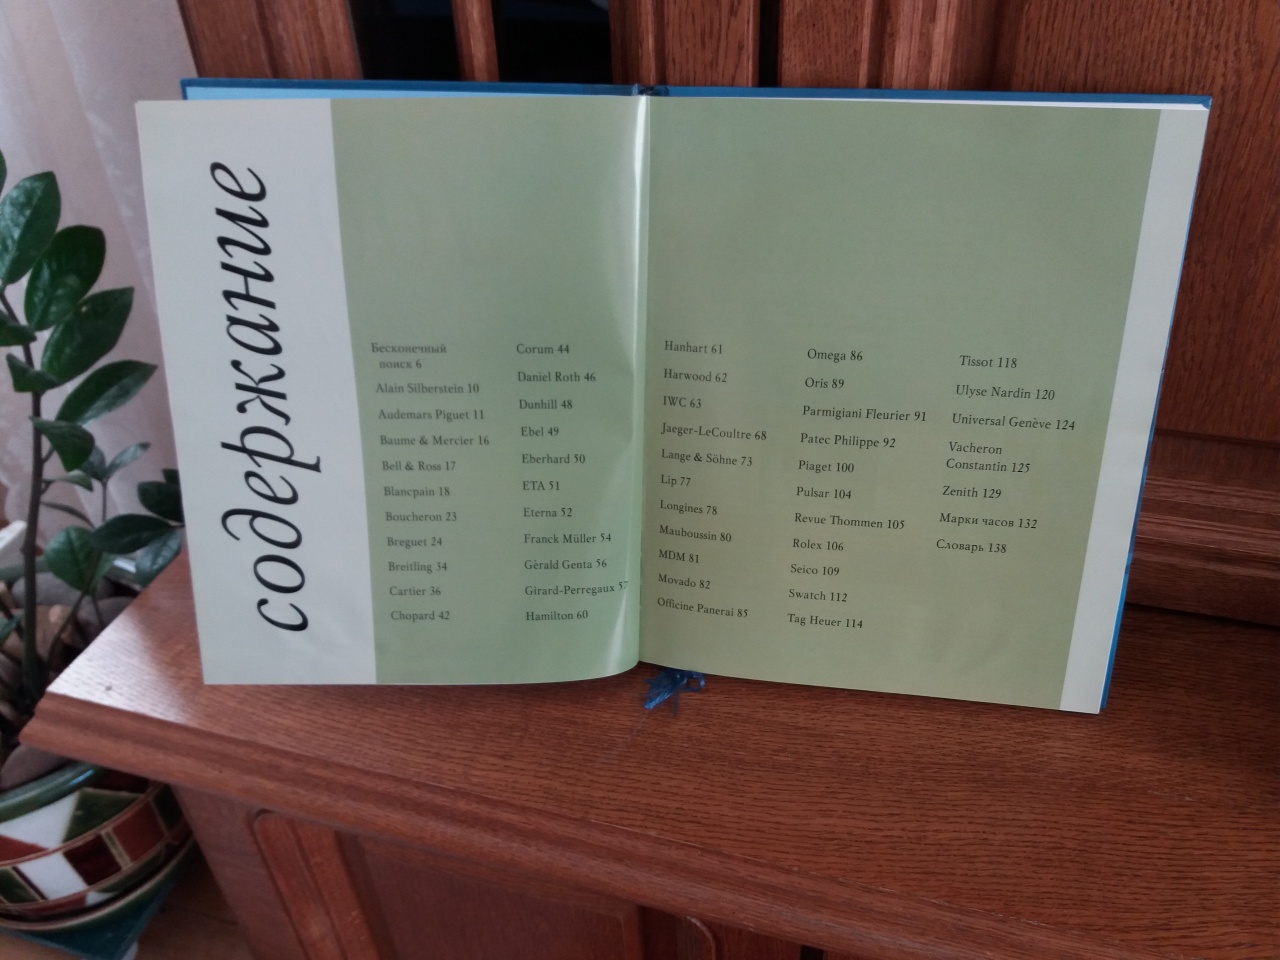 содержание
Бесконечный
поиск 6
Alain Silberstein 10
Audemars Piguet 11
Baume & Mercier 16
Bell & Ross 17
Blancpain 18
Boucheron 23
Breguet 24
Breitling 34
Cartier 36
Chopard 42
Corum 44
Daniel Roth 46
Dunhill 48
Ebel 49
Eberhard 50
ETA 51
Eterna 52
Franck Müller 54
Gèrald Genta 56
Girard-Perregaux 57
Hamilton 60
Hanhart 61
Harwood 62
IWC 63
Jaeger-LeCoultre 68
Lange & Söhne 73
Lip 77
Longines 78
Mauboussin 80
MDM 81
Movado 82
Officine Panerai 85
Omega 86
Oris 89
Parmigiani Fleurier 91
Patec Philippe 92
Piaget 100
Pulsar 104
Revue Thommen 105
Rolex 106
Seico 109
Swatch 112
Tag Heuer 114
Tissot 118
Ulyse Nardin 120
Universal Genève 124
Vacheron
Constantin 125
Zenith 129
Марки часов 132
Словарь 138